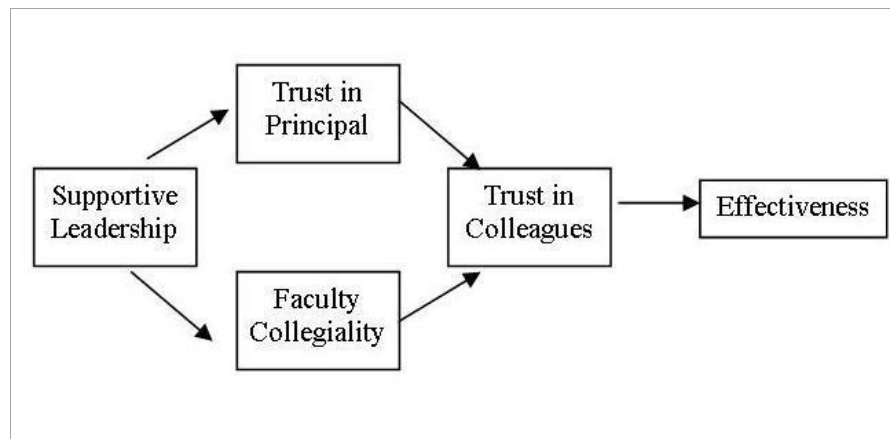 Trust in
Principal
Supportive
Leadership
Trust in
Colleagues
Effectiveness
Faculty
Collegiality